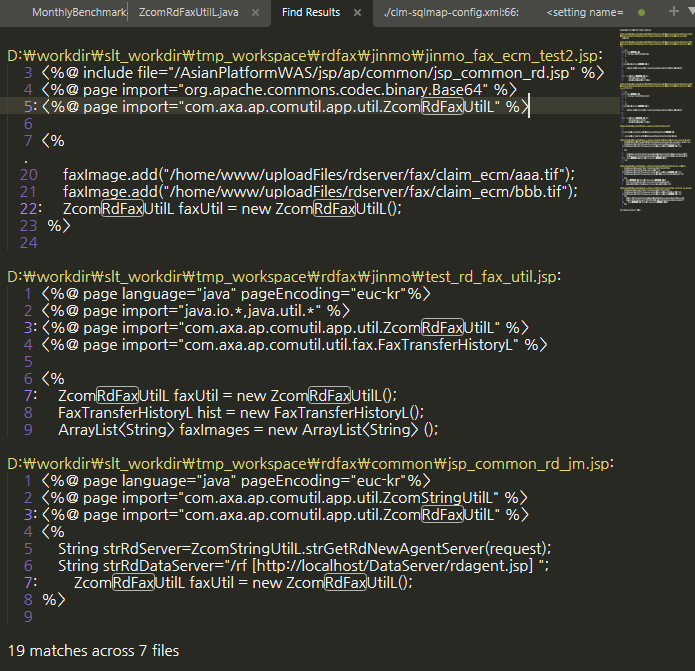 MonthlyBenchmark
ZcomRdFaxUtilL.java ×
Find Results ×
./clm-sqlmap-config.xml:66:
<setting name=
+
D:₩workdir₩slt_workdir₩tmp_workspace₩rdfax₩jinmo₩jinmo_fax_ecm_test2.jsp:
3 <%@ include file="/AsianPlatformWAS/jsp/ap/common/jsp_common_rd.jsp" %>
4 <%@ page import="org.apache.commons.codec.binary.Base64" %>
5: <%@ page import="com.axa.ap.comutil.app.util.ZcomRdFaxUtilL" %>
6
7 <%
.
20 faxImage.add("/home/www/uploadFiles/rdserver/fax/claim_ecm/aaa.tif");
21 faxImage.add("/home/www/uploadFiles/rdserver/fax/claim_ecm/bbb.tif");
22: ZcomRdFaxUtilL faxUtil = new ZcomRdFaxUtilL();
23 %>
24
D:₩workdir₩slt_workdir₩tmp_workspace₩rdfax₩jinmo₩test_rd_fax_util.jsp:
1 <%@ page language="java" pageEncoding="euc-kr"%>
2 <%@ page import="java.io.*,java.util.*" %>
3: <%@ page import="com.axa.ap.comutil.app.util.ZcomRdFaxUtilL" %>
4 <%@ page import="com.axa.ap.comutil.util.fax.FaxTransferHistoryL" %>
5
6 <%
7: ZcomRdFaxUtilL faxUtil = new ZcomRdFaxUtilL();
8 FaxTransferHistoryL hist = new FaxTransferHistoryL();
9 ArrayList<String> faxImages = new ArrayList<String> ();
D:₩workdir₩slt_workdir₩tmp_workspace₩rdfax₩common₩jsp_common_rd_jm.jsp:
1 <%@ page language="java" pageEncoding="euc-kr"%>
2 <%@ page import="com.axa.ap.comutil.app.util.ZcomStringUtilL" %>
3: <%@ page import="com.axa.ap.comutil.app.util.ZcomRdFaxUtilL" %>
4 <%
5 String strRdServer=ZcomStringUtilL.strGetRdNewAgentServer(request);
6 String strRdDataServer="/rf [http://localhost/DataServer/rdagent.jsp] ";
7: ZcomRdFaxUtilL faxUtil = new ZcomRdFaxUtilL();
8 %>
9
19 matches across 7 files